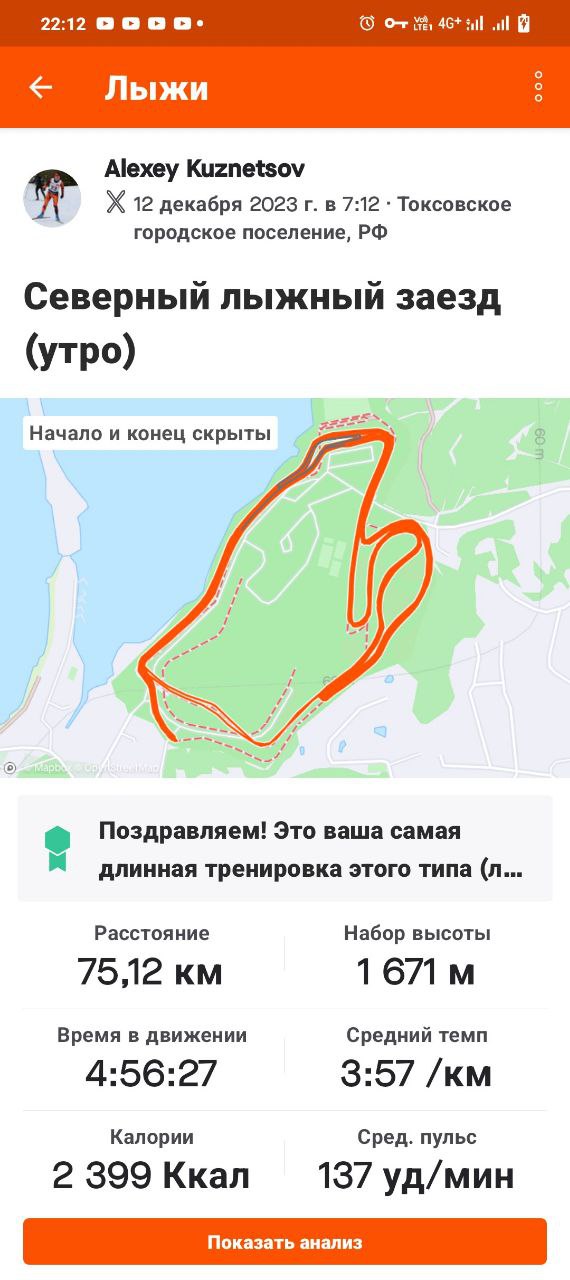 22:12
Vo) LTE1 4G+
Лыжи
Alexey Kuznetsov
12 декабря 2023 г. в 7:12 · Токсовское
городское поселение, РФ
Северный лыжный заезд
(утро)
Начало и конец скрыты
60 m
© Mapbox © OpenStreetMap
Поздравляем! Это ваша самая
длинная тренировка этого типа (л...
Расстояние
Набор высоты
75,12 км
1 671 м
Время в движении
Средний темп
4:56:27
3:57 /км
Калории
Сред. пульс
2 399 Ккал
137 уд/мин
Показать анализ